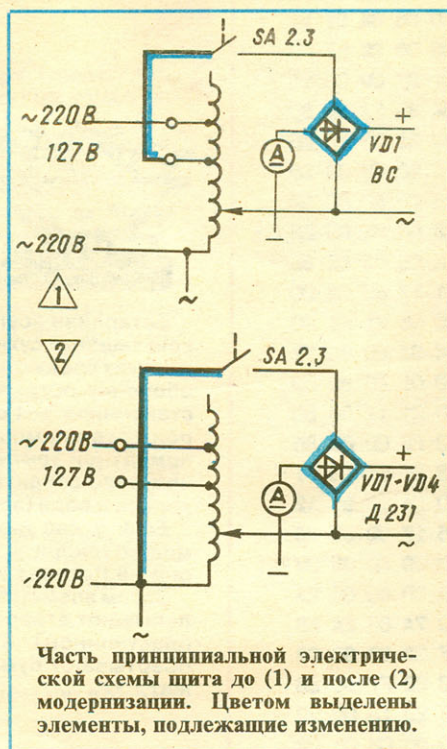 SA 2.3
~220В
127В
А
+
VD1
ВС
–
~
~220В
~
1
2
SA 2.3
~220В
127В
А
+
VD1-VD4
Д231
–
~
~220В
~
Часть принципиальной электриче-
ской схемы щита до (1) и после (2)
модернизации. Цветом выделены
элементы, подлежащие изменению.